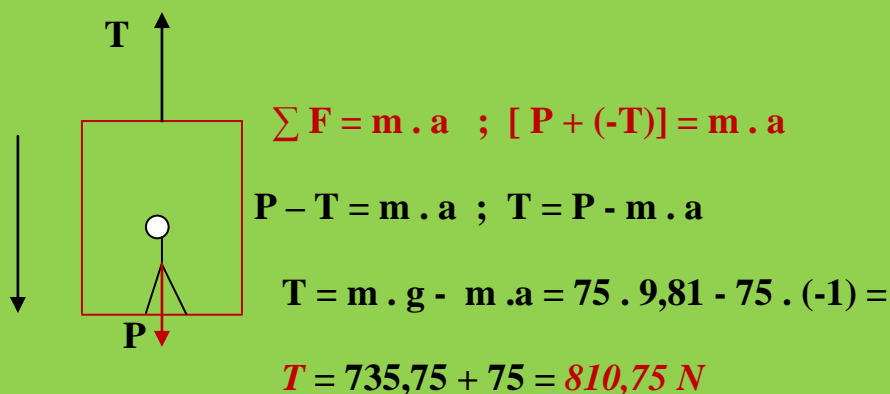 T
∑ F = m . a ; [ P + (-T)] = m . a
P – T = m . a ; T = P - m . a
T = m . g - m .a = 75 . 9,81 - 75 . (-1) =
P
T = 735,75 + 75 = 810,75 N